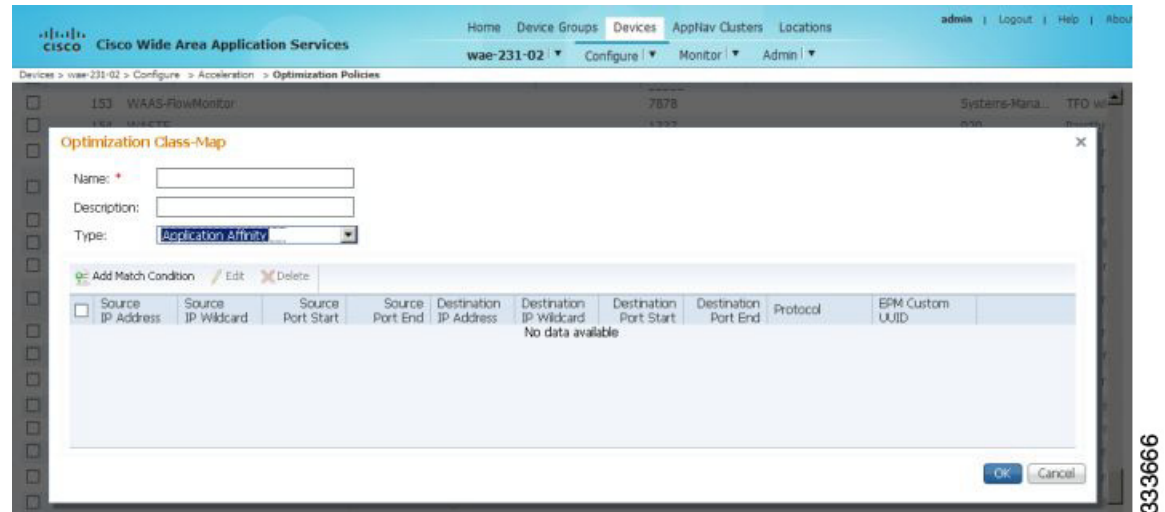 Home Device Groups Devices AppNav Clusters Locations
admin | Logout | Help | Abou
CISCO Cisco Wide Area Application Services
wae-231-02 Configure Monitor Admin
Devices > wae-231-02 > Configure > Acceleration > Optimization Policies
153 WAAS-FlowMonitor 7878 Systems-Mana... TFO w
Optimization Class-Map
Name: *
Description:
Type: Application Affinity
Add Match Condition Edit Delete
Source IP Address Source IP Wildcard Source Port Start Source Port End Destination IP Address Destination IP Wildcard Destination Port Start Destination Port End Protocol EPM Custom UUID
No data available
OK Cancel
333666